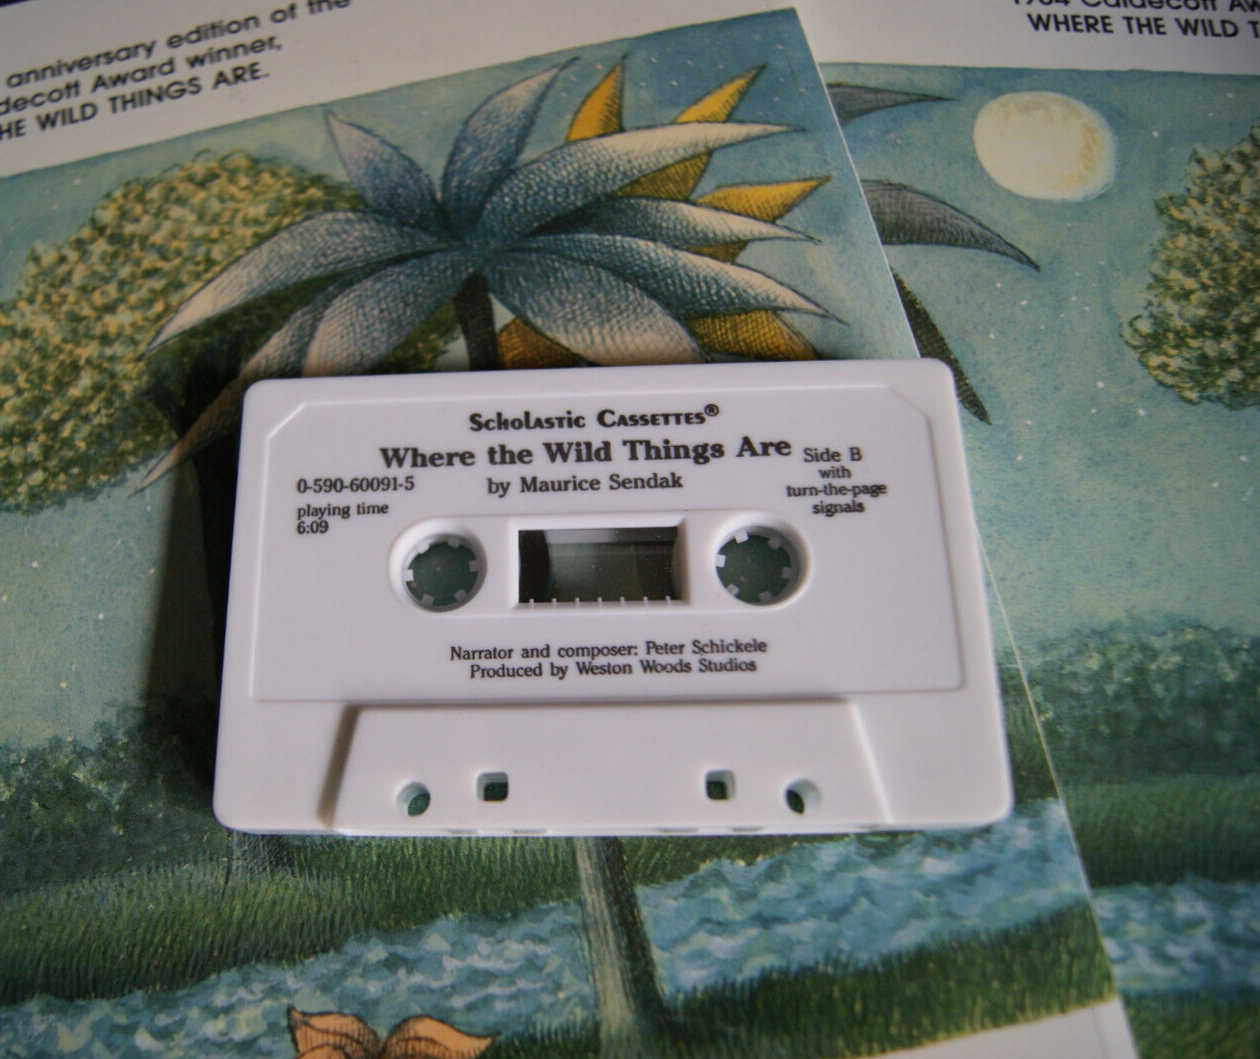 anniversary edition of the
Award winner,
WILD THINGS ARE.
Caldecott
WHERE THE WILD
Scholastic Cassettes®
Where the Wild Things Are
by Maurice Sendak
0-590-60091-5
playing time
6:09
Side B
with
turn-the-page
signals
Narrator and composer: Peter Schickele
Produced by Weston Woods Studios